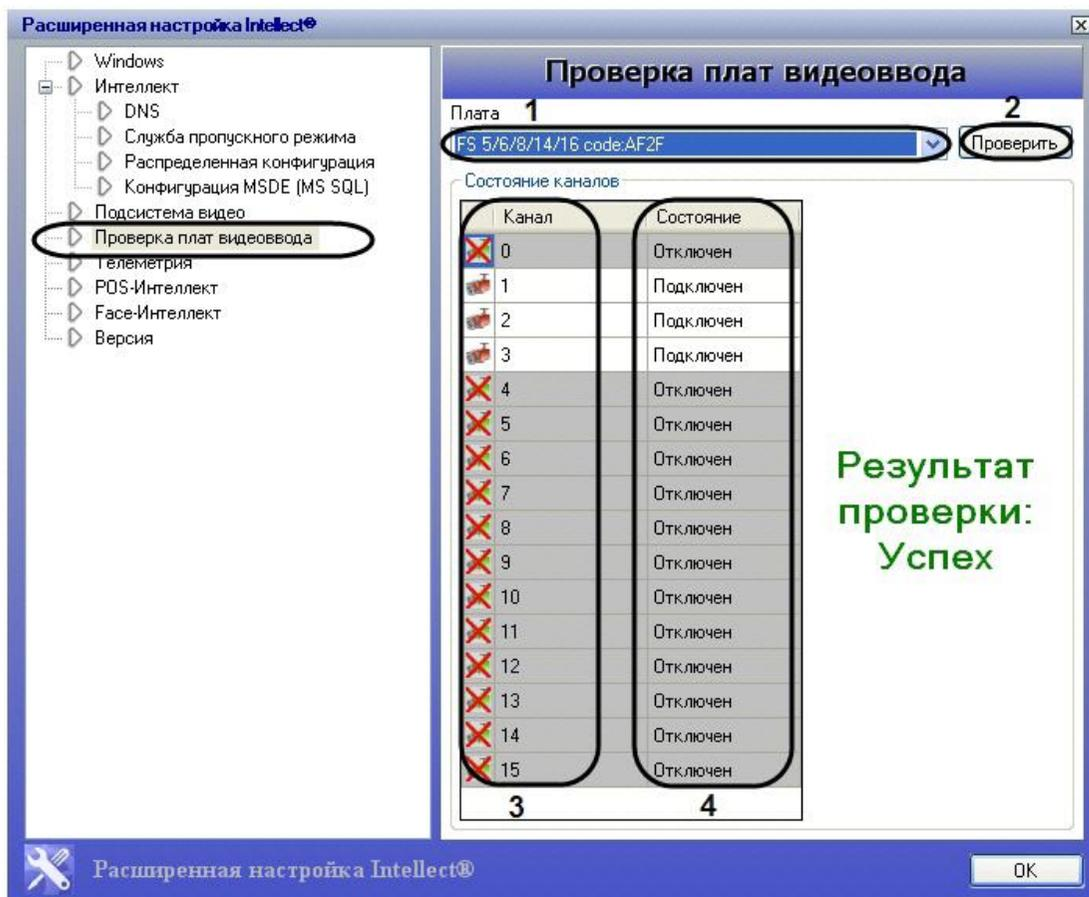 Расширенная настройка Intellect®
Windows
Интеллект
DNS
Служба пропускного режима
Распределенная конфигурация
Конфигурация MSDE (MS SQL)
Подсистема видео
Проверка плат видеоввода
Телеметрия
POS-Интеллект
Face-Интеллект
Версия
Проверка плат видеоввода
Плата 1 2
FS 5/6/8/14/16 code:AF2F Проверить
Состояние каналов
Канал Состояние
0 Отключен
1 Подключен
2 Подключен
3 Подключен
4 Отключен
5 Отключен
6 Отключен
7 Отключен
8 Отключен
9 Отключен
10 Отключен
11 Отключен
12 Отключен
13 Отключен
14 Отключен
15 Отключен
3 4
Результат
проверки:
Успех
Расширенная настройка Intellect®
OK